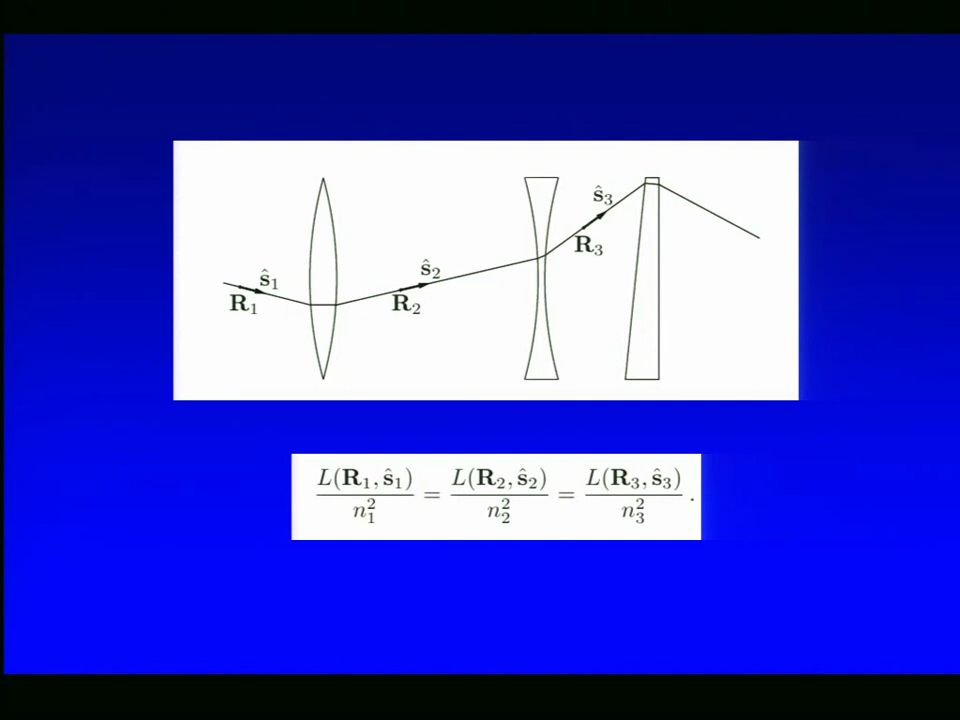 ŝ₁
R₁
ŝ₂
R₂
ŝ₃
R₃
L(R₁, ŝ₁)/n₁² = L(R₂, ŝ₂)/n₂² = L(R₃, ŝ₃)/n₃² .